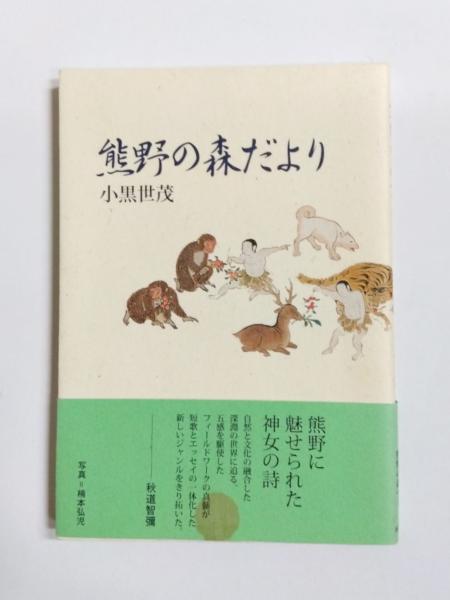 熊野の森だより
小黒世茂
熊野に
魅せられた
神女の詩
自然と文化の融合した
深淵の世界に迫る。
五感を駆使した
フィールドワークの真髄が
短歌とエッセイの一体化した
新しいジャンルをきり拓いた。
――秋道智彌
写真=楠本弘児